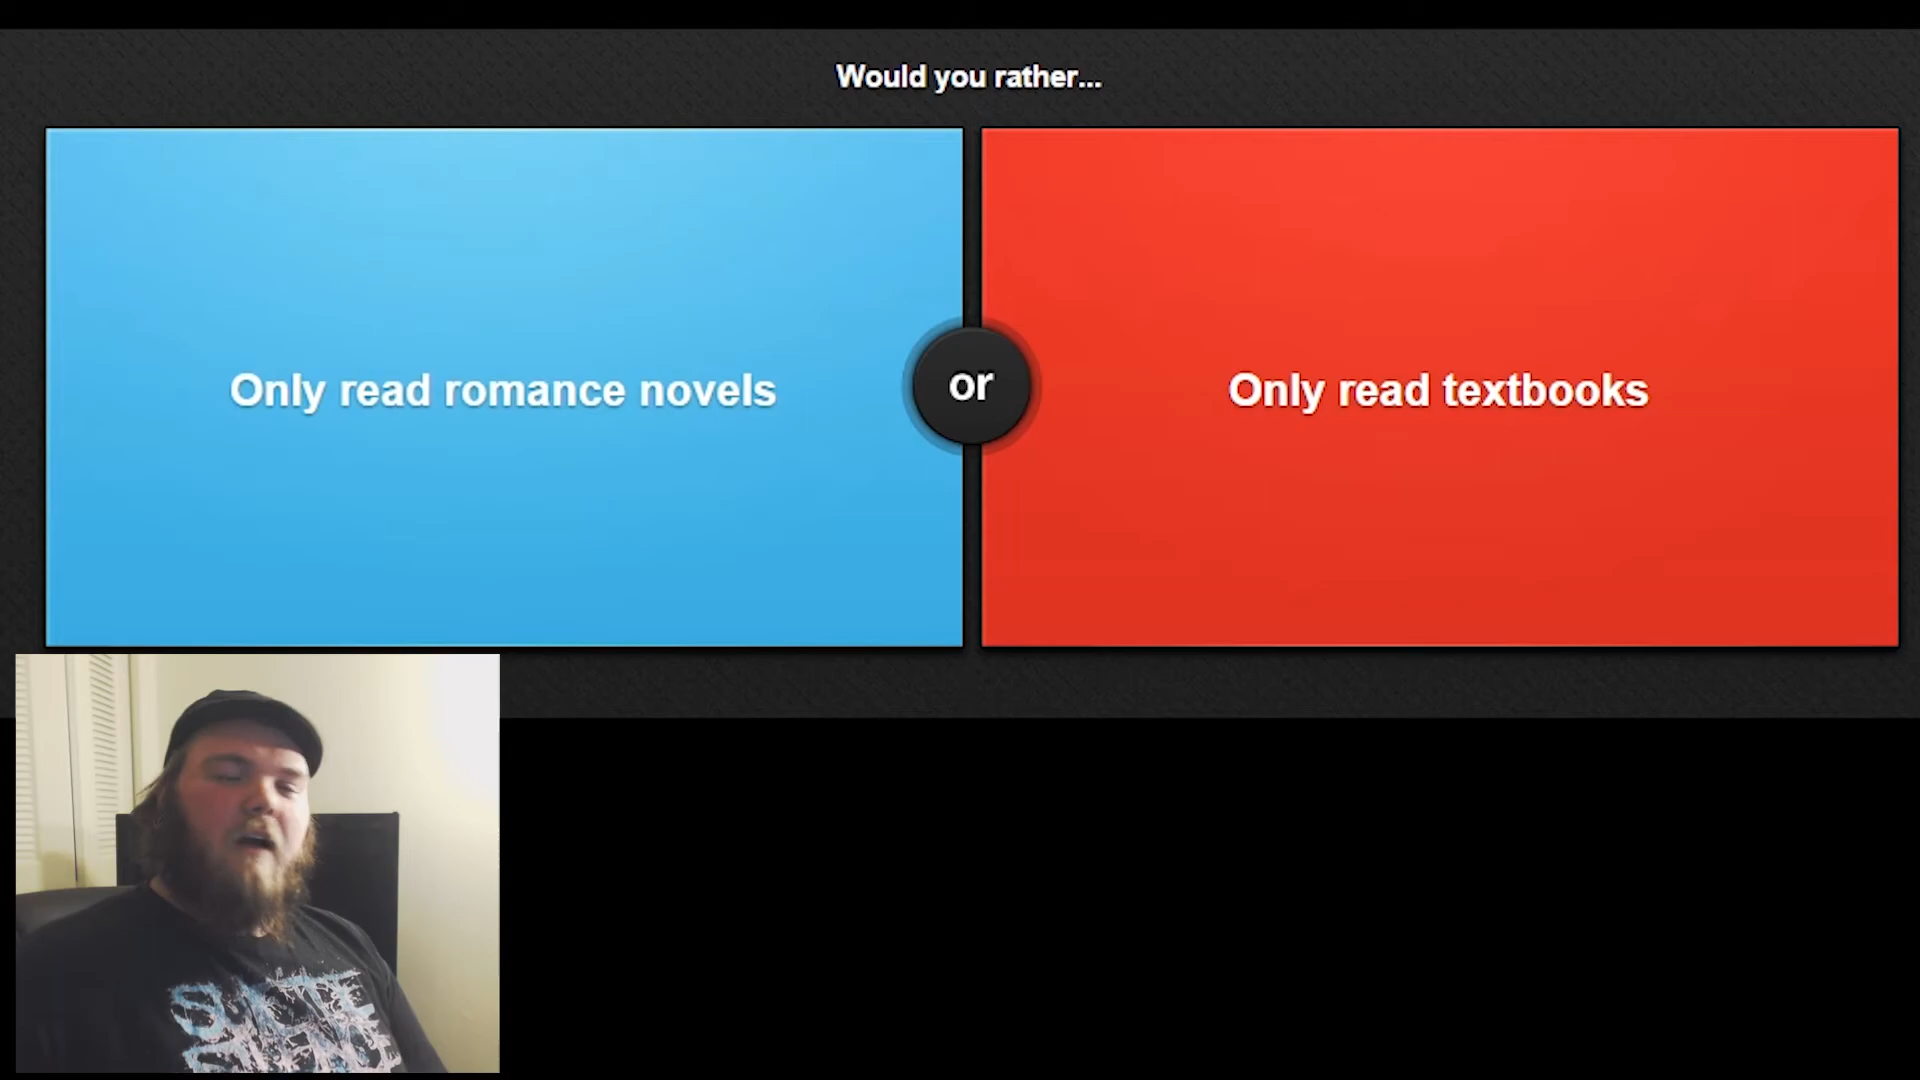 Would you rather...
Only read romance novels
or
Only read textbooks